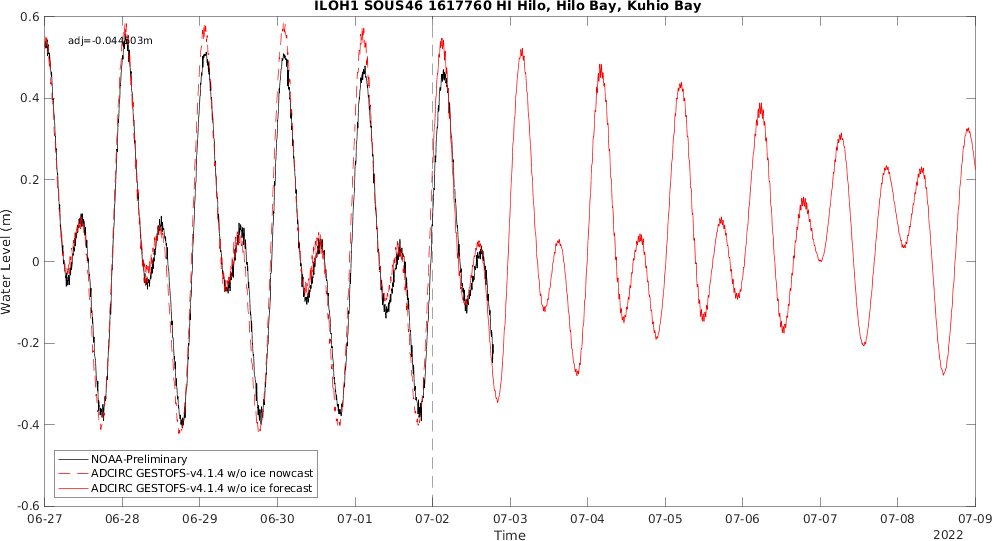 ILOH1 SOUS46 1617760 HI Hilo, Hilo Bay, Kuhio Bay
0.6
adj=-0.044603m
0.4
0.2
0
-0.2
-0.4
-0.6
Water Level (m)
NOAA-Preliminary
ADCIRC GESTOFS-v4.1.4 w/o ice nowcast
ADCIRC GESTOFS-v4.1.4 w/o ice forecast
06-27 06-28 06-29 06-30 07-01 07-02 07-03 07-04 07-05 07-06 07-07 07-08 07-09
Time
2022